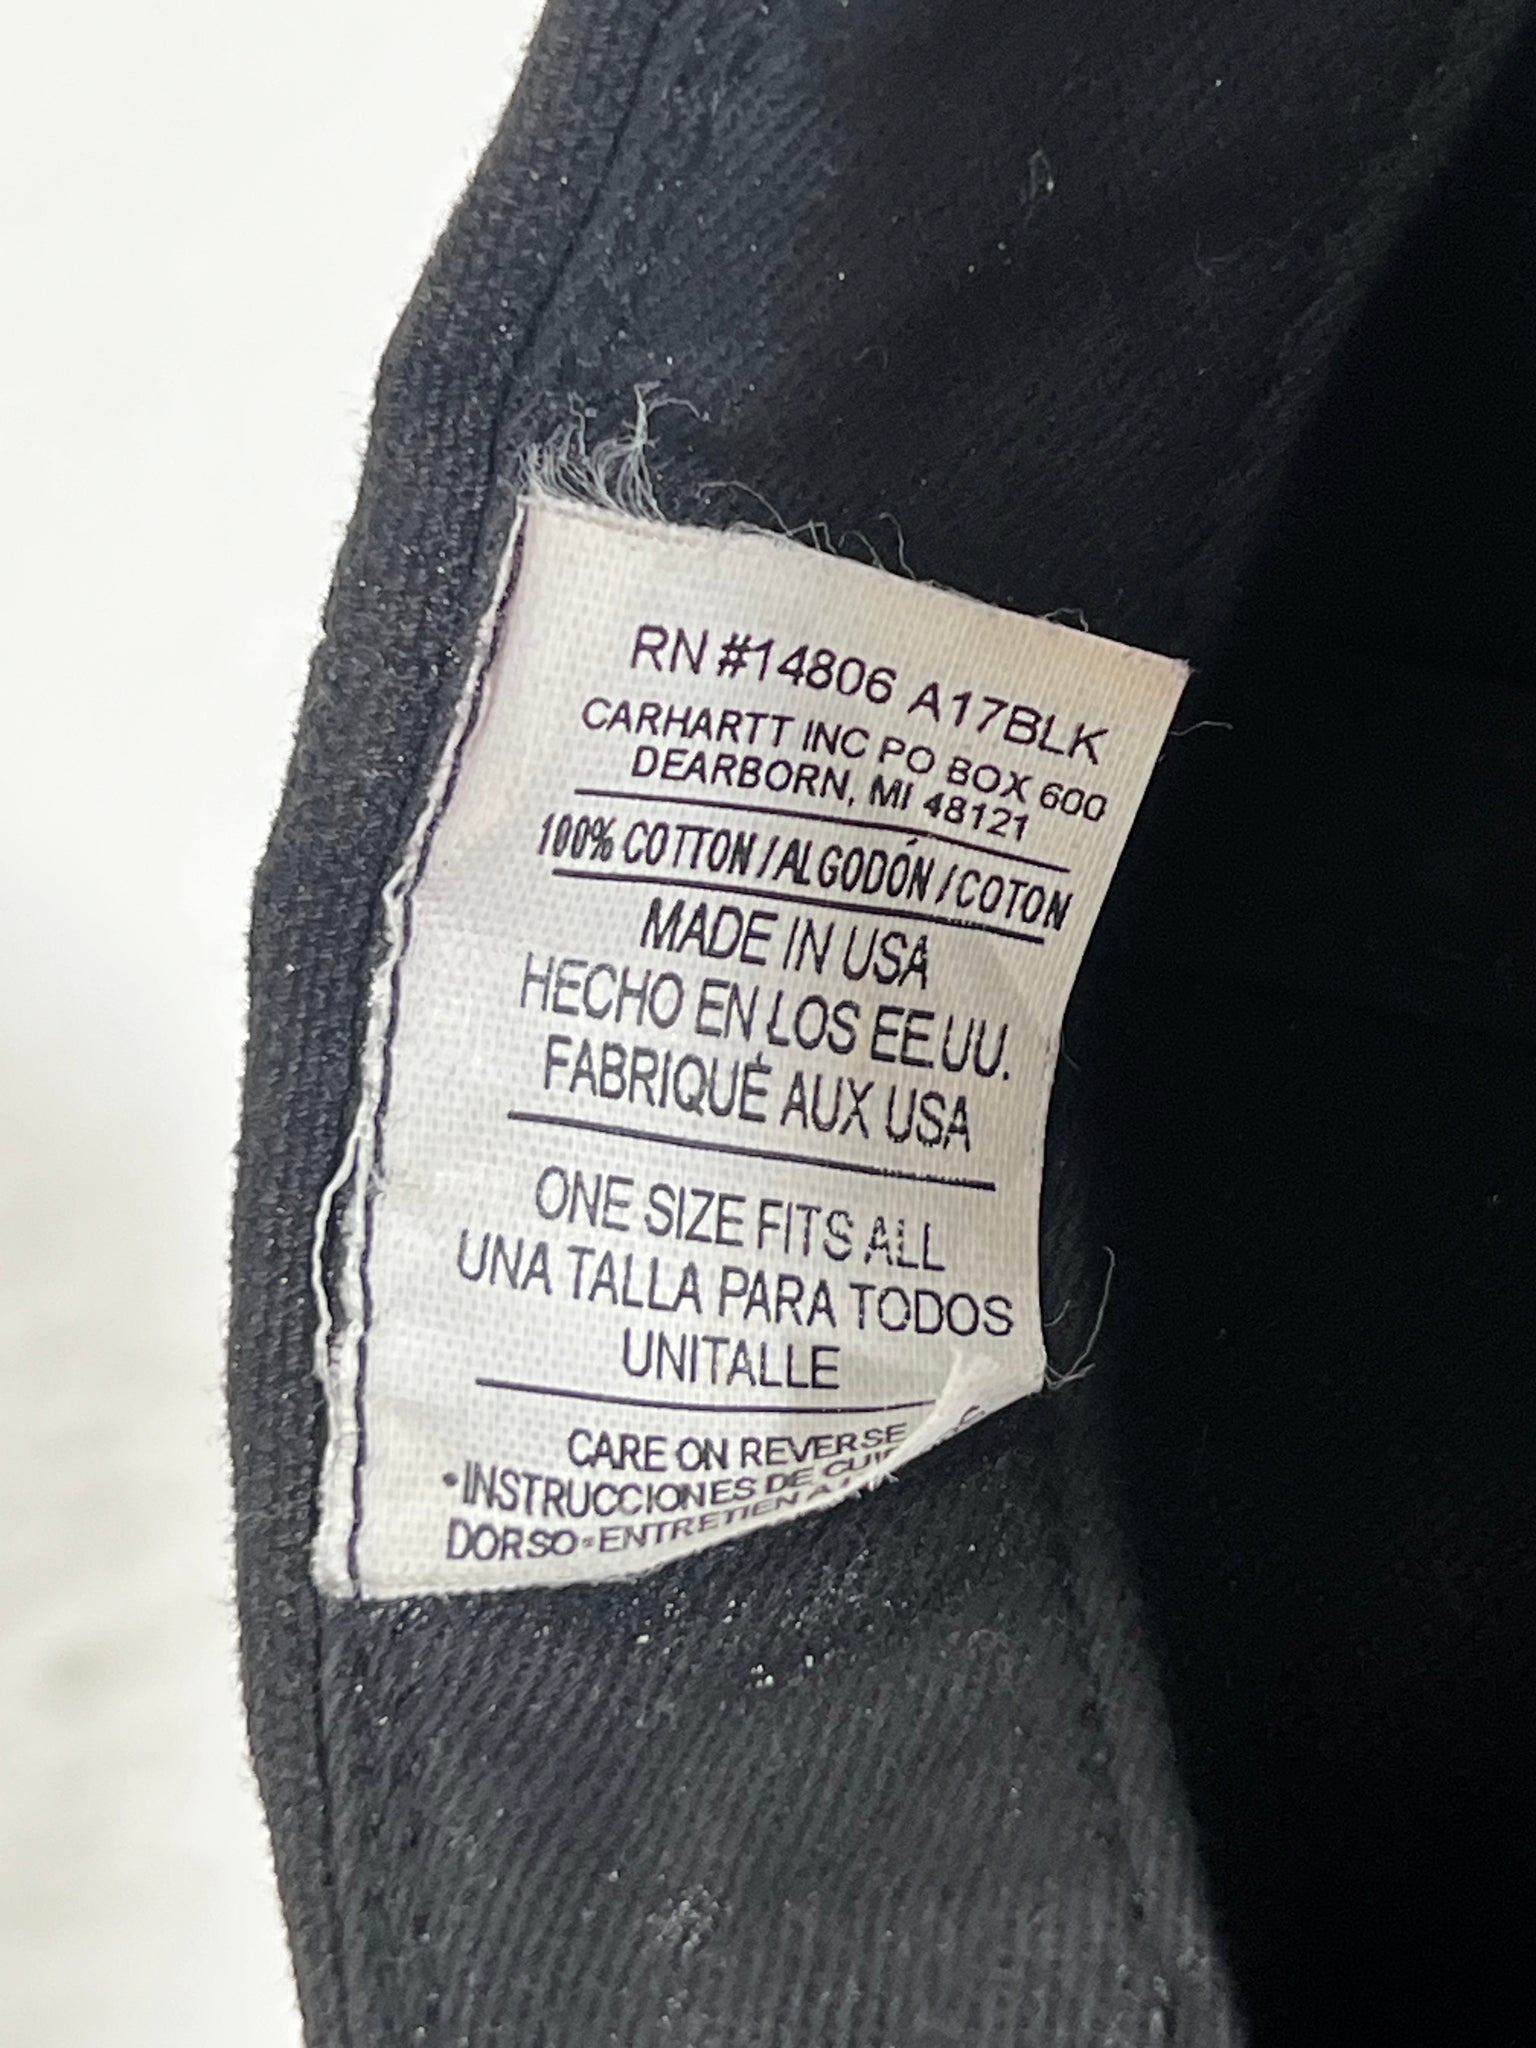 RN #14806 A17BLK
CARHARTT INC PO BOX 600
DEARBORN, MI 48121
100% COTTON / ALGODÓN / COTON
MADE IN USA
HECHO EN LOS EE.UU.
FABRIQUÉ AUX USA
ONE SIZE FITS ALL
UNA TALLA PARA TODOS
UNITALLE
CARE ON REVERSE
•INSTRUCCIONES DE
DORSO•ENTRETIEN